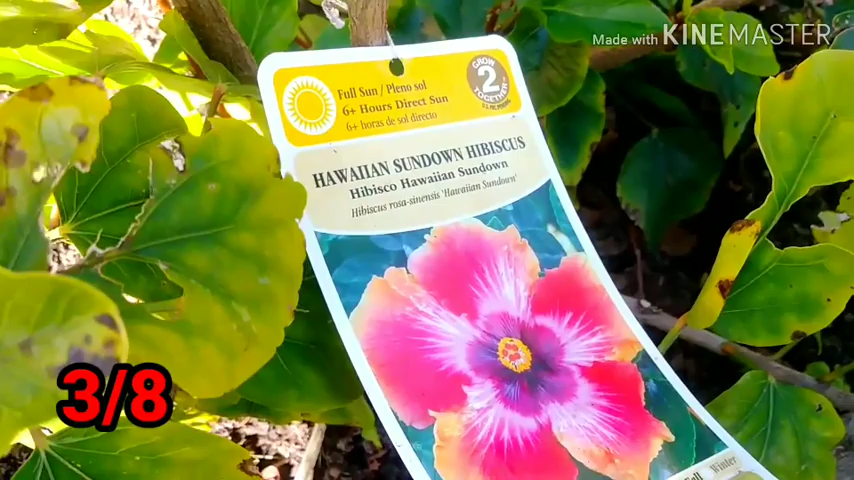 Made with KINEMASTER
GROW
2
TOGETHER
Full Sun / Pleno sol
6+ Hours Direct Sun
6+ horas de sol directo
HAWAIIAN SUNDOWN HIBISCUS
Hibisco Hawaiian Sundown
Hibiscus rosa-sinensis 'Hawaiian Sundown'
3/8
Winter